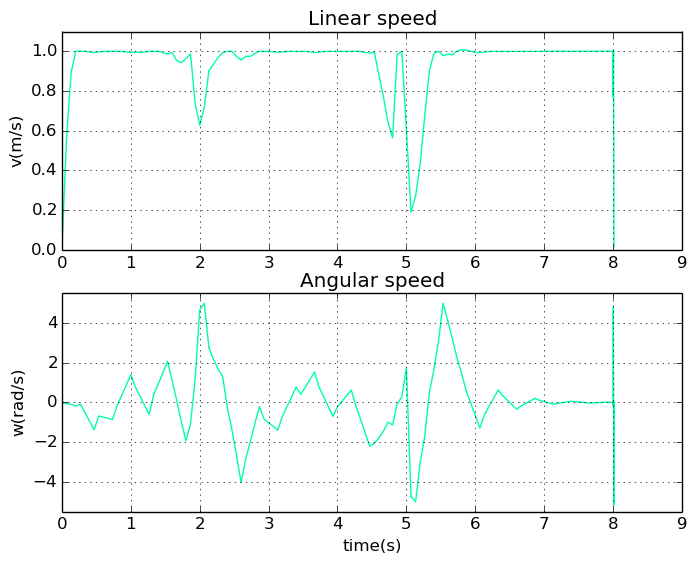 Linear speed
1.0
0.8
0.6
0.4
0.2
0.0
v(m/s)
0 1 2 3 4 5 6 7 8 9
Angular speed
4
2
0
−2
−4
w(rad/s)
0 1 2 3 4 5 6 7 8 9
time(s)